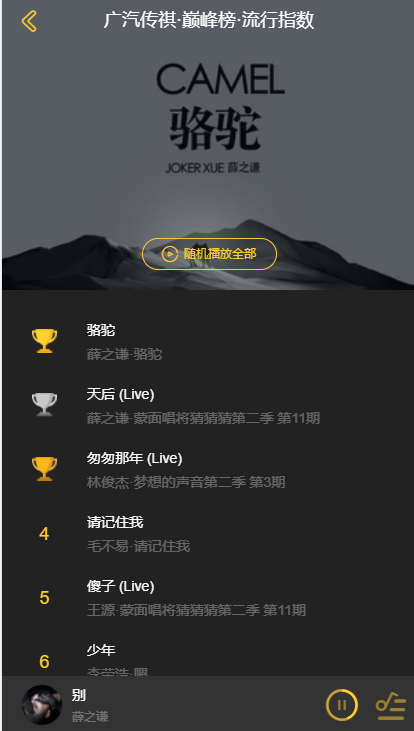 广汽传祺·巅峰榜·流行指数
CAMEL
骆驼
JOKER XUE 薛之谦
随机播放全部
骆驼
薛之谦·骆驼
天后 (Live)
薛之谦·蒙面唱将猜猜猜第二季 第11期
匆匆那年 (Live)
林俊杰·梦想的声音第二季 第3期
4
请记住我
毛不易·请记住我
5
傻子 (Live)
王源·蒙面唱将猜猜猜第二季 第11期
6
少年
李荣浩·嗯
别
薛之谦